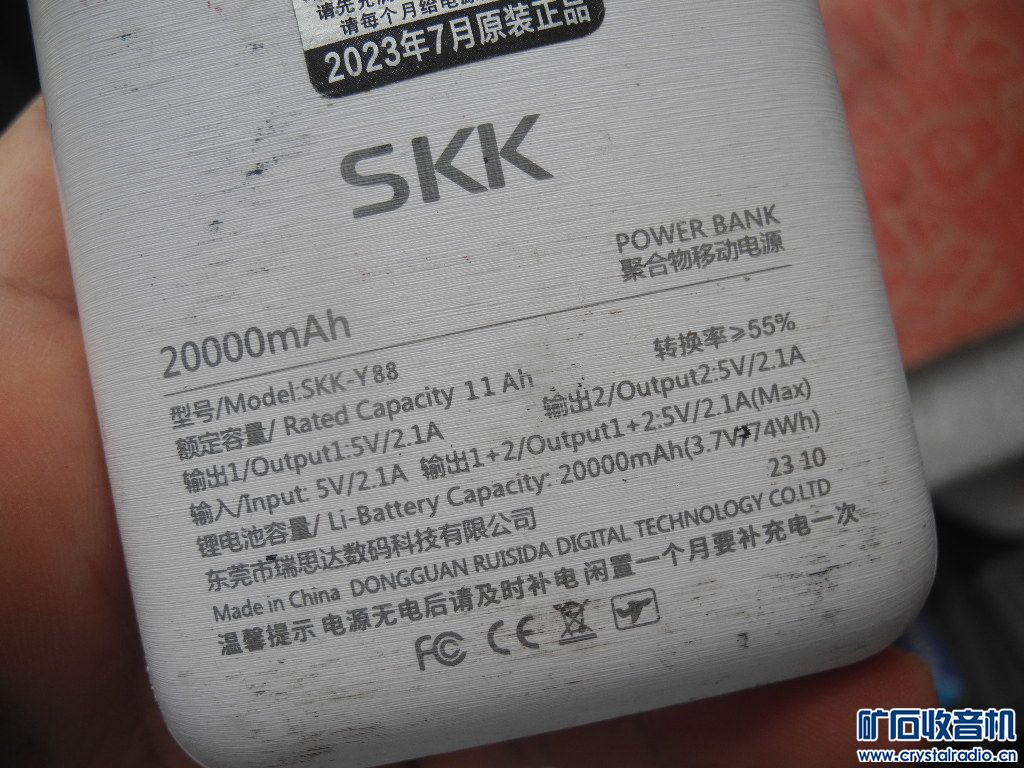 请先充
请每个月给电源
2023年7月原装正品
SKK
POWER BANK
聚合物移动电源
20000mAh
转换率≥55%
型号/Model:SKK-Y88
额定容量/ Rated Capacity 11 Ah
输出1/Output1:5V/2.1A 输出2/Output2:5V/2.1A
输入/Input: 5V/2.1A 输出1+2/Output1+2:5V/2.1A(Max)
锂电池容量/ Li-Battery Capacity: 20000mAh(3.7V/74Wh)
东莞市瑞思达数码科技有限公司 23 10
Made in China DONGGUAN RUISIDA DIGITAL TECHNOLOGY CO.LTD
温馨提示 电源无电后请及时补电 闲置一个月要补充电一次
FC CE
矿石收音机
www.crystalradio.cn